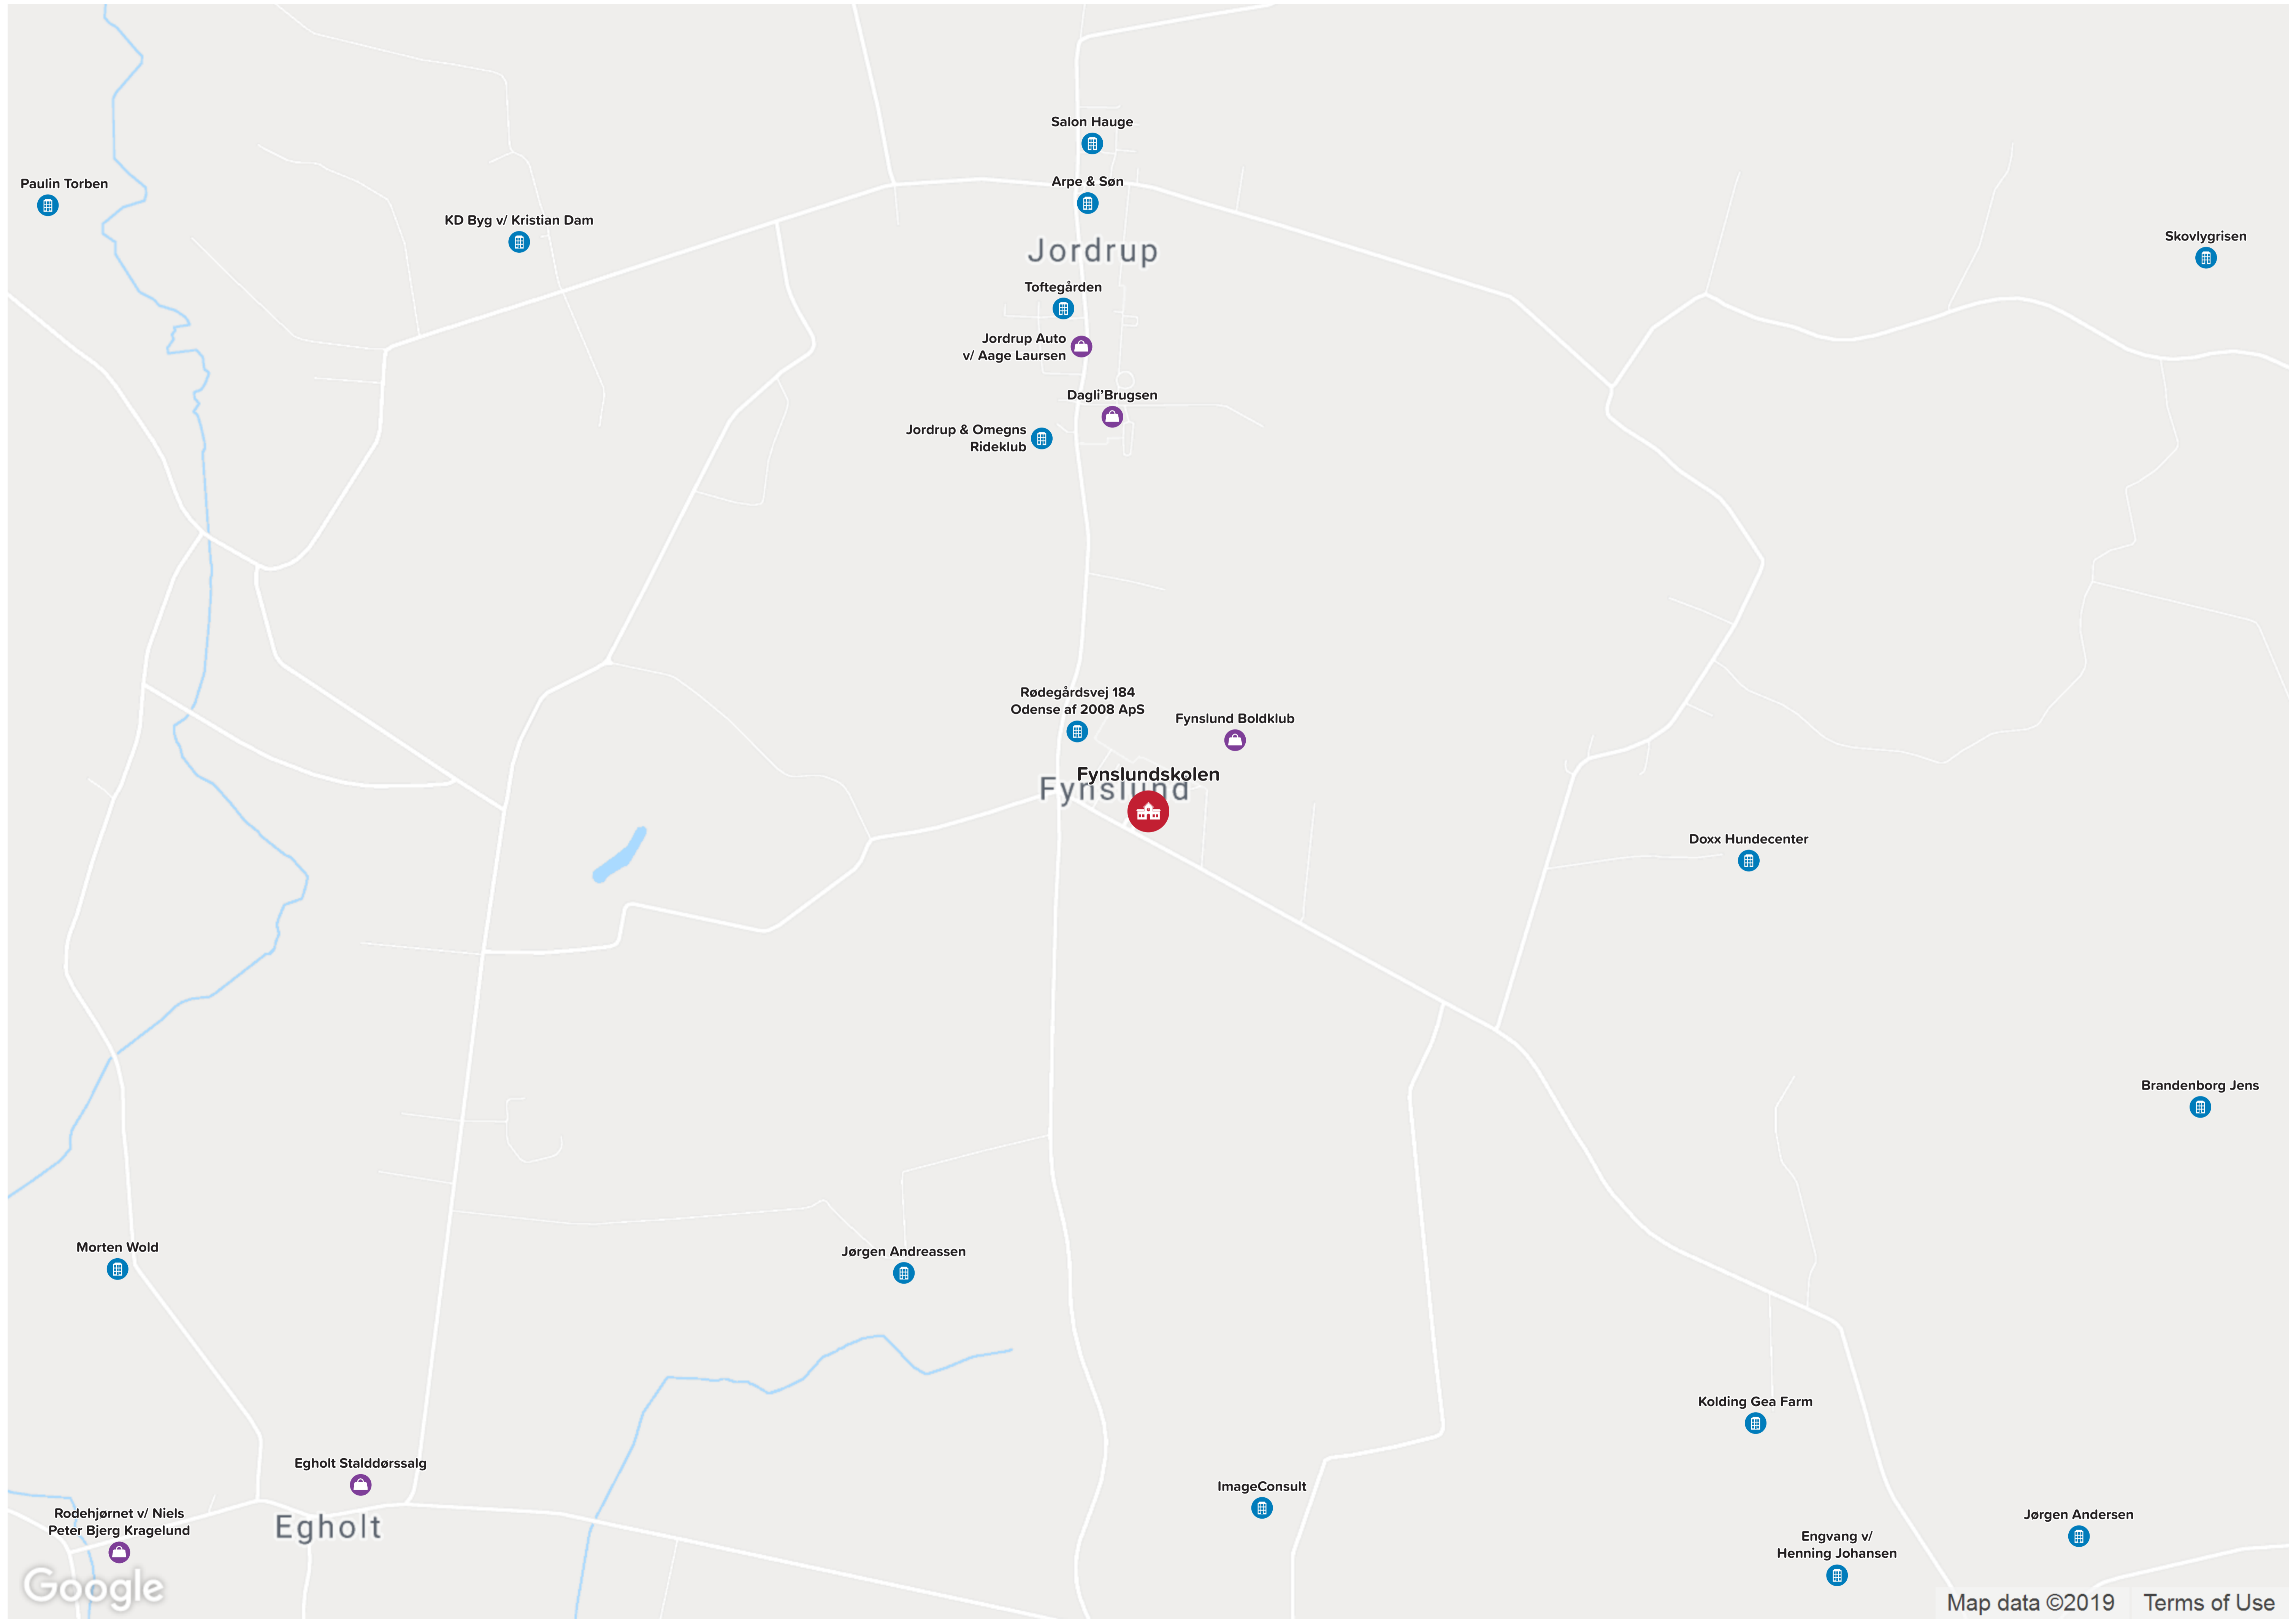 Salon Hauge
Paulin Torben
Arpe & Søn
KD Byg v/ Kristian Dam
Jordrup
Skovlygrisen
Toftegården
Jordrup Auto
v/ Aage Laursen
Dagli'Brugsen
Jordrup & Omegns
Rideklub
Rødegårdsvej 184
Odense af 2008 ApS
Fynslund Boldklub
Fynslundskolen
Fynslund
Doxx Hundecenter
Brandenborg Jens
Morten Wold
Jørgen Andreassen
Kolding Gea Farm
Egholt Stalddørssalg
ImageConsult
Rodehjørnet v/ Niels
Peter Bjerg Kragelund
Egholt
Jørgen Andersen
Engvang v/
Henning Johansen
Google
Map data ©2019
Terms of Use